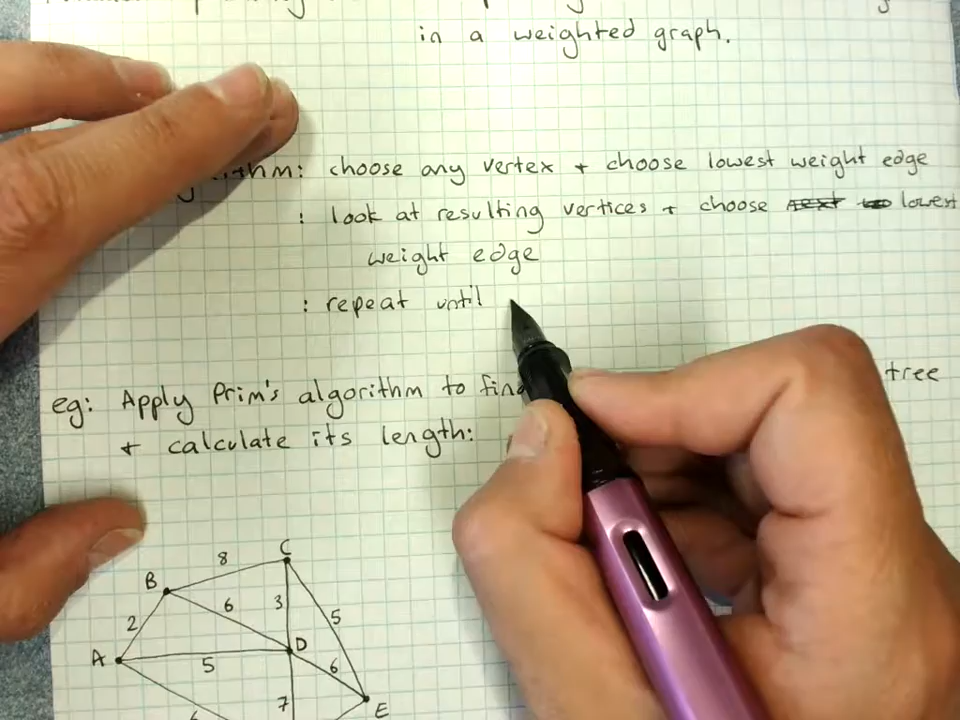 in a weighted graph.
choose any vertex + choose lowest weight edge
: look at resulting vertices + choose lowest
weight edge
: repeat until
eg: Apply Prim's algorithm to find tree
+ calculate its length:
C
8
B
6
3
5
2
D
A
5
6
7
E